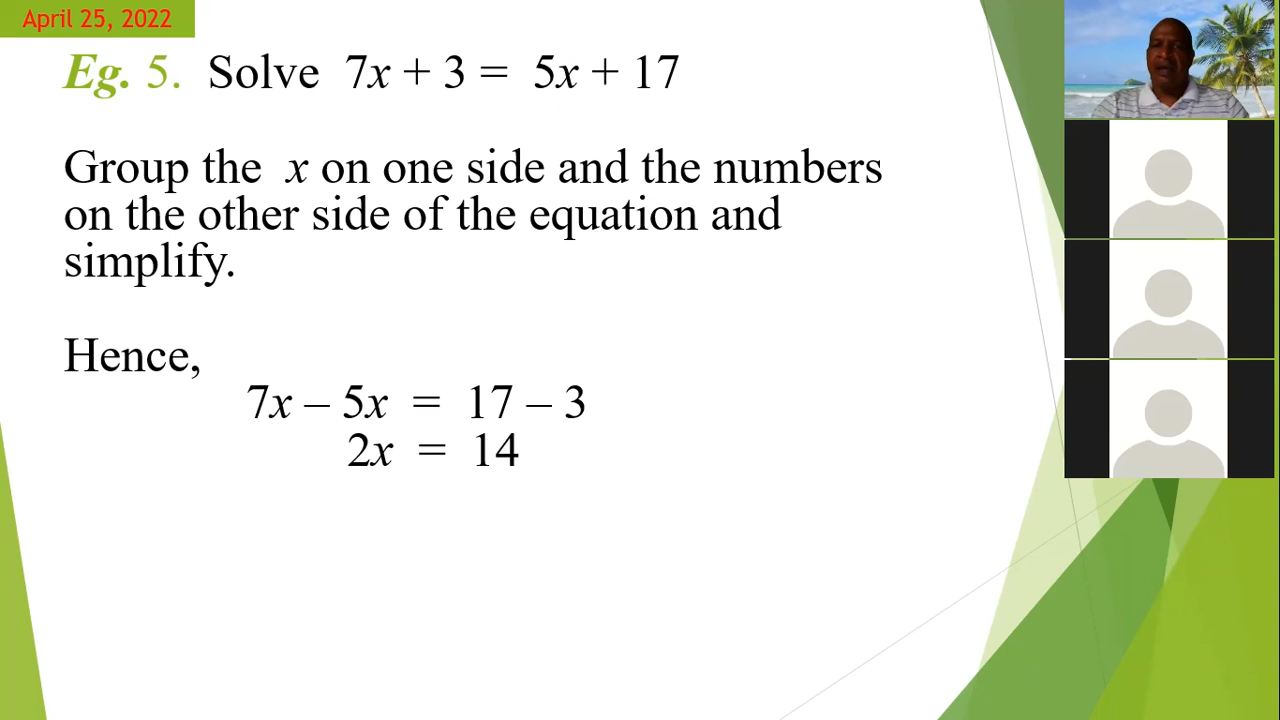 April 25, 2022
Eg. 5. Solve 7x + 3 = 5x + 17
Group the x on one side and the numbers
on the other side of the equation and
simplify.
Hence,
7x – 5x = 17 – 3
2x = 14